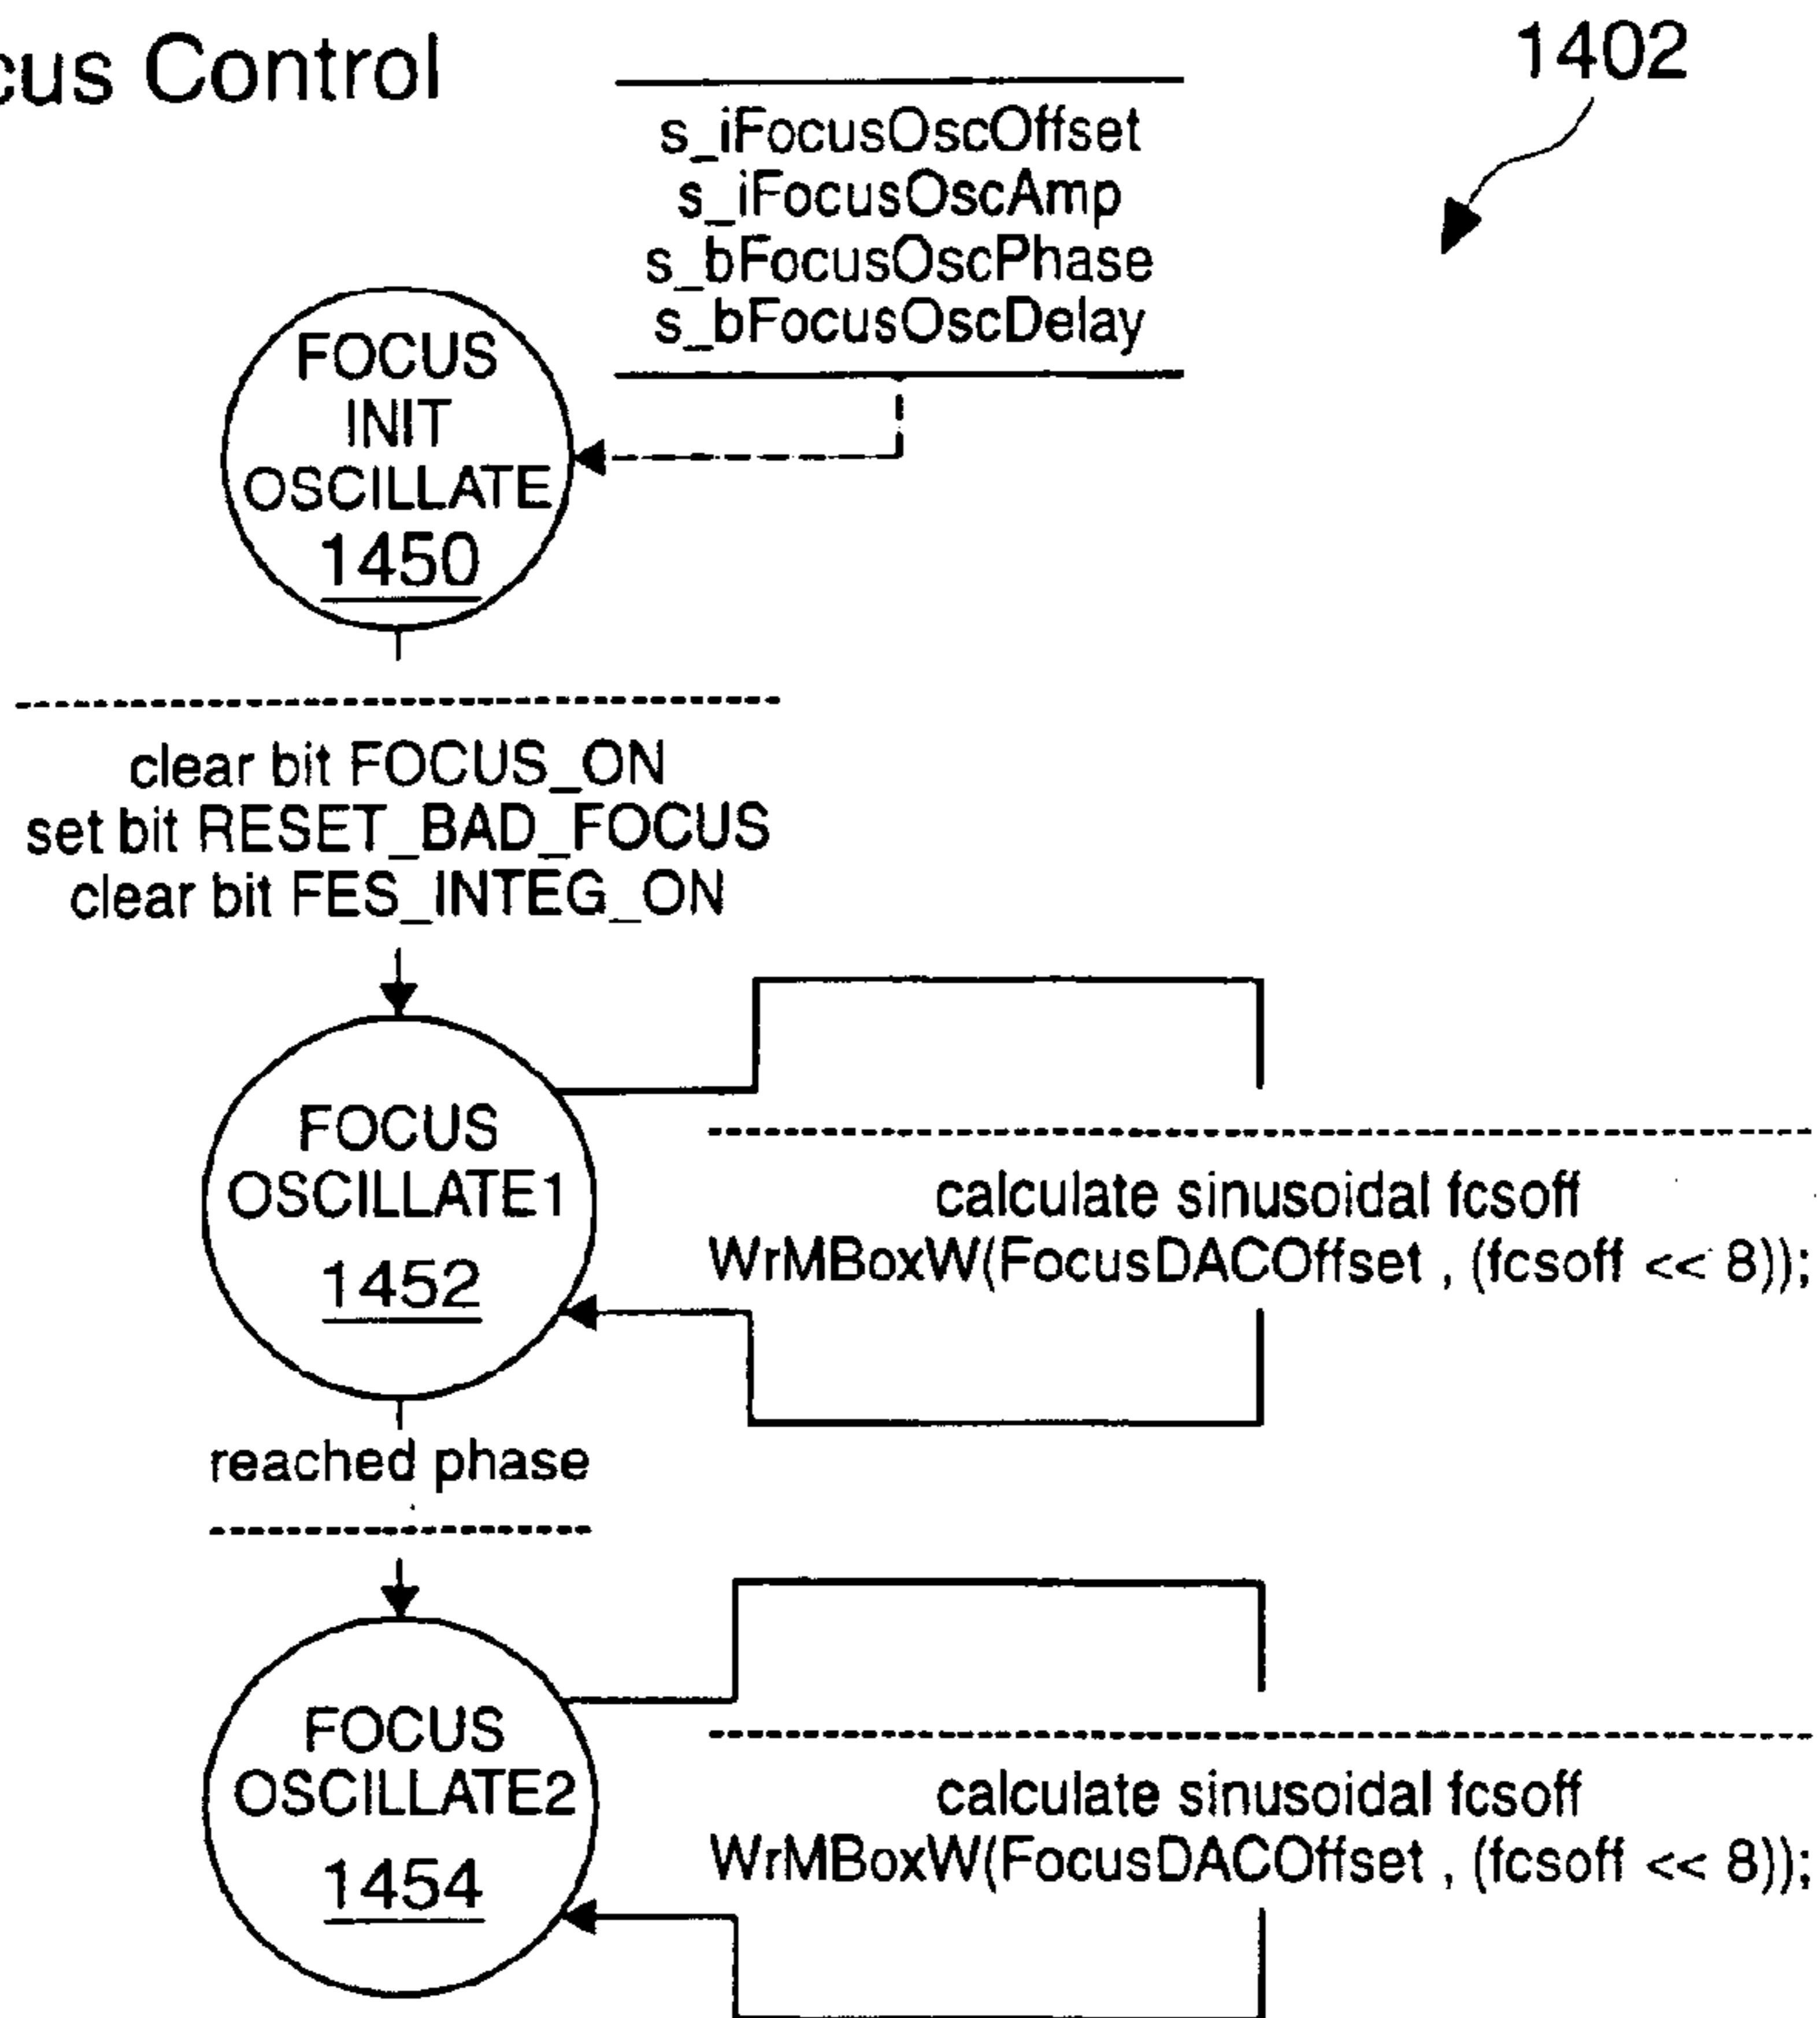 cus Control
1402
s_iFocusOscOffset
s_iFocusOscAmp
s_bFocusOscPhase
s_bFocusOscDelay
FOCUS
INIT
OSCILLATE
1450
clear bit FOCUS_ON
set bit RESET_BAD_FOCUS
clear bit FES_INTEG_ON
FOCUS
OSCILLATE1
1452
calculate sinusoidal fcsoff
WrMBoxW(FocusDACOffset , (fcsoff << 8));
reached phase
FOCUS
OSCILLATE2
1454
calculate sinusoidal fcsoff
WrMBoxW(FocusDACOffset , (fcsoff << 8));